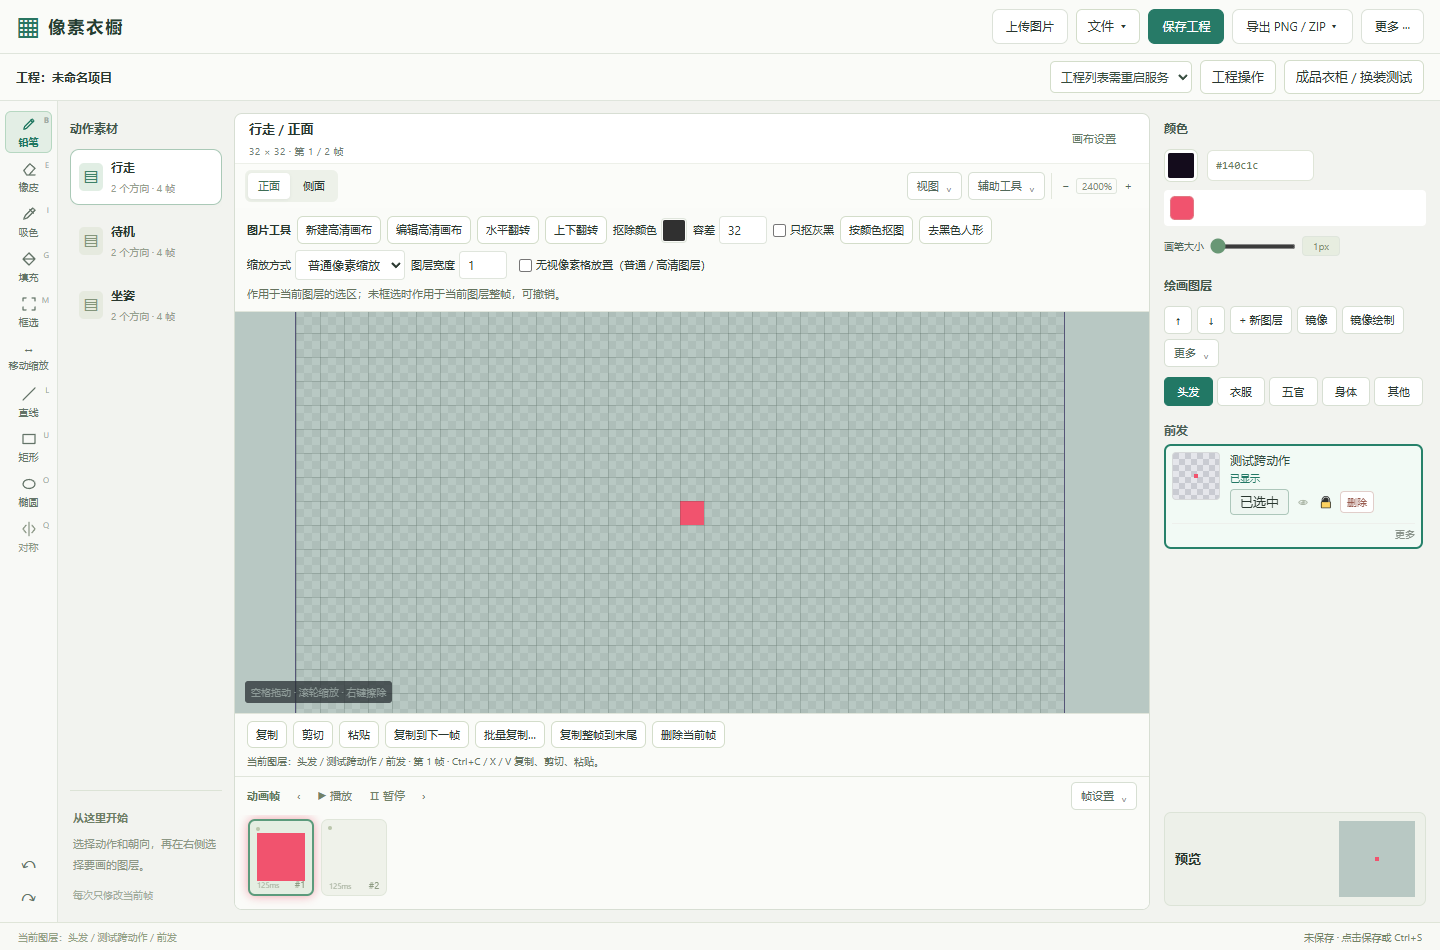 像素衣橱
上传图片
文件
保存工程
导出 PNG / ZIP
更多 ···
工程：未命名项目
工程列表需重启服务
工程操作
成品衣柜 / 换装测试
B
铅笔
E
橡皮
I
吸色
G
填充
M
框选
移动缩放
L
直线
U
矩形
O
椭圆
Q
对称
动作素材
行走
2 个方向 · 4 帧
待机
2 个方向 · 4 帧
坐姿
2 个方向 · 4 帧
从这里开始
选择动作和朝向，再在右侧选
择要画的图层。
每次只修改当前帧
行走 / 正面
32 × 32 · 第 1 / 2 帧
画布设置
正面
侧面
视图
辅助工具
− 2400% +
图片工具
新建高清画布
编辑高清画布
水平翻转
上下翻转
抠除颜色
容差
32
只抠灰黑
按颜色抠图
去黑色人形
缩放方式
普通像素缩放
图层宽度
1
无视像素格放置（普通 / 高清图层）
作用于当前图层的选区；未框选时作用于当前图层整帧，可撤销。
空格拖动 · 滚轮缩放 · 右键擦除
复制
剪切
粘贴
复制到下一帧
批量复制...
复制整帧到末尾
删除当前帧
当前图层：头发 / 测试跨动作 / 前发 · 第 1 帧 · Ctrl+C / X / V 复制、剪切、粘贴。
动画帧
‹
▶ 播放
暂停
›
帧设置
125ms #1
125ms #2
颜色
#140c1c
画笔大小
1px
绘画图层
↑
↓
+ 新图层
镜像
镜像绘制
更多
头发
衣服
五官
身体
其他
前发
测试跨动作
已显示
已选中
删除
更多
预览
当前图层：头发 / 测试跨动作 / 前发
未保存 · 点击保存或 Ctrl+S